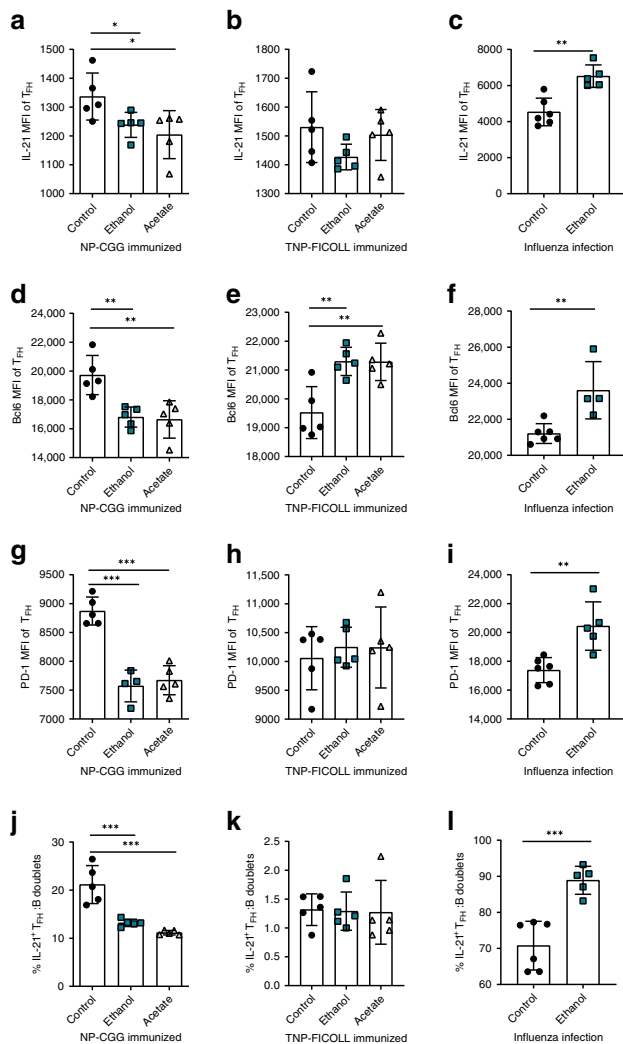 a
b
c
*
*
**
1500
1400
1300
1200
1100
1000
IL-21 MFI of TFH
Control
Ethanol
Acetate
NP-CGG immunized
1800
1700
1600
1500
1400
1300
IL-21 MFI of TFH
Control
Ethanol
Acetate
TNP-FICOLL immunized
8000
6000
4000
2000
0
IL-21 MFI of TFH
Control
Ethanol
Influenza infection
d
e
f
**
**
**
**
**
24,000
22,000
20,000
18,000
16,000
14,000
Bcl6 MFI of TFH
Control
Ethanol
Acetate
NP-CGG immunized
23,000
22,000
21,000
20,000
19,000
18,000
Bcl6 MFI of TFH
Control
Ethanol
Acetate
TNP-FICOLL immunized
28,000
26,000
24,000
22,000
20,000
Bcl6 MFI of TFH
Control
Ethanol
Influenza infection
g
h
i
***
***
**
9500
9000
8500
8000
7500
7000
PD-1 MFI of TFH
Control
Ethanol
Acetate
NP-CGG immunized
11,500
11,000
10,500
10,000
9500
9000
PD-1 MFI of TFH
Control
Ethanol
Acetate
TNP-FICOLL immunized
24,000
22,000
20,000
18,000
16,000
14,000
PD-1 MFI of TFH
Control
Ethanol
Influenza infection
j
k
l
***
***
***
30
20
10
0
% IL-21+ TFH :B doublets
Control
Ethanol
Acetate
NP-CGG immunized
2.5
2.0
1.5
1.0
0.5
0.0
% IL-21+ TFH :B doublets
Control
Ethanol
Acetate
TNP-FICOLL immunized
100
90
80
70
60
% IL-21+ TFH :B doublets
Control
Ethanol
Influenza infection